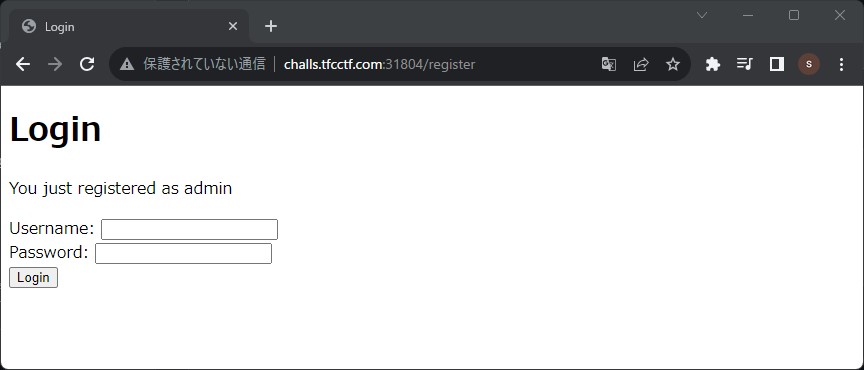 Login
保護されていない通信 challs.tfcctf.com:31804/register
S
Login
You just registered as admin
Username:
Password:
Login